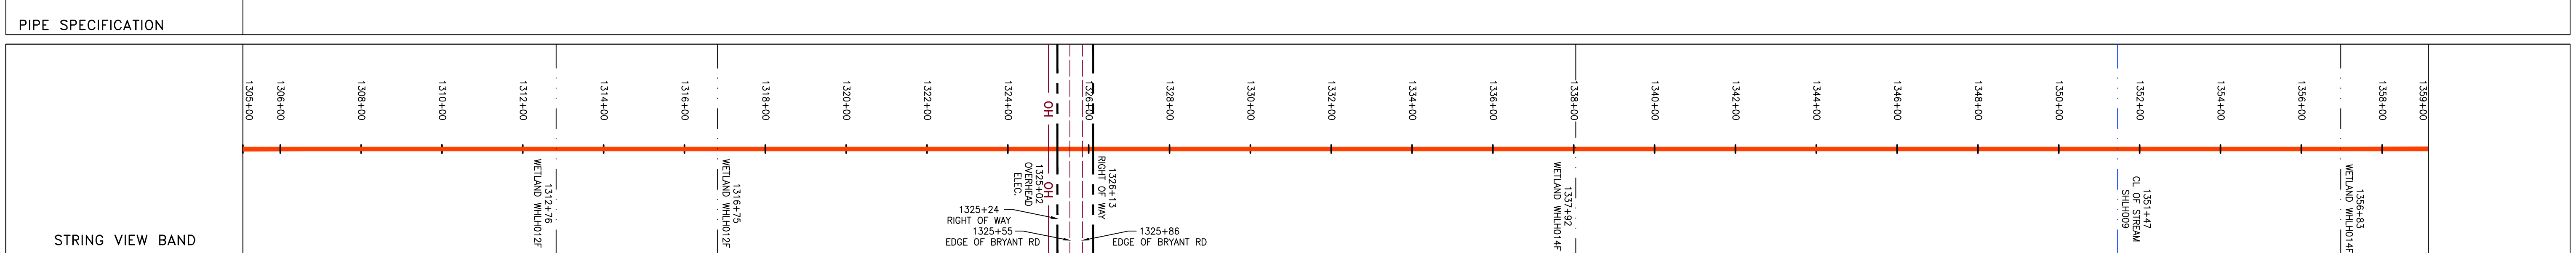 PIPE SPECIFICATION
STRING VIEW BAND
1305+00
1306+00
1308+00
1310+00
1312+00
1314+00
1316+00
1318+00
1320+00
1322+00
1324+00
OH
1326+00
1328+00
1330+00
1332+00
1334+00
1336+00
1338+00
1340+00
1342+00
1344+00
1346+00
1348+00
1350+00
1352+00
1354+00
1356+00
1358+00
1359+00
1312+76
WETLAND WHLH012F
1316+75
WETLAND WHLH012F
1325+02
OVERHEAD
ELEC.
OH
1325+24
RIGHT OF WAY
1325+55
EDGE OF BRYANT RD
1326+13
RIGHT OF WAY
1325+86
EDGE OF BRYANT RD
1337+92
WETLAND WHLH014F
1351+47
CL OF STREAM
SHLH009
1356+83
WETLAND WHLH014F